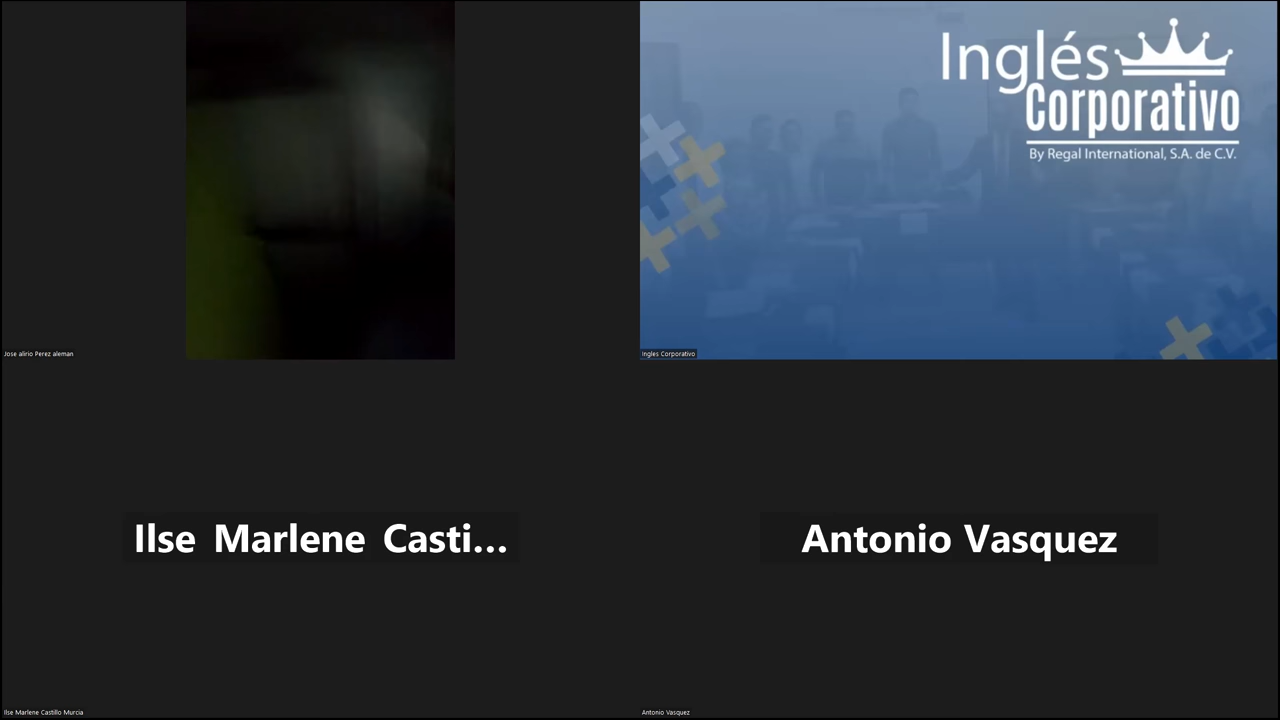 Inglés
Corporativo
By Regal International, S.A. de C.V.
Jose alirio Perez aleman
Ingles Corporativo
Ilse Marlene Casti...
Antonio Vasquez
Ilse Marlene Castillo Murcia
Antonio Vasquez